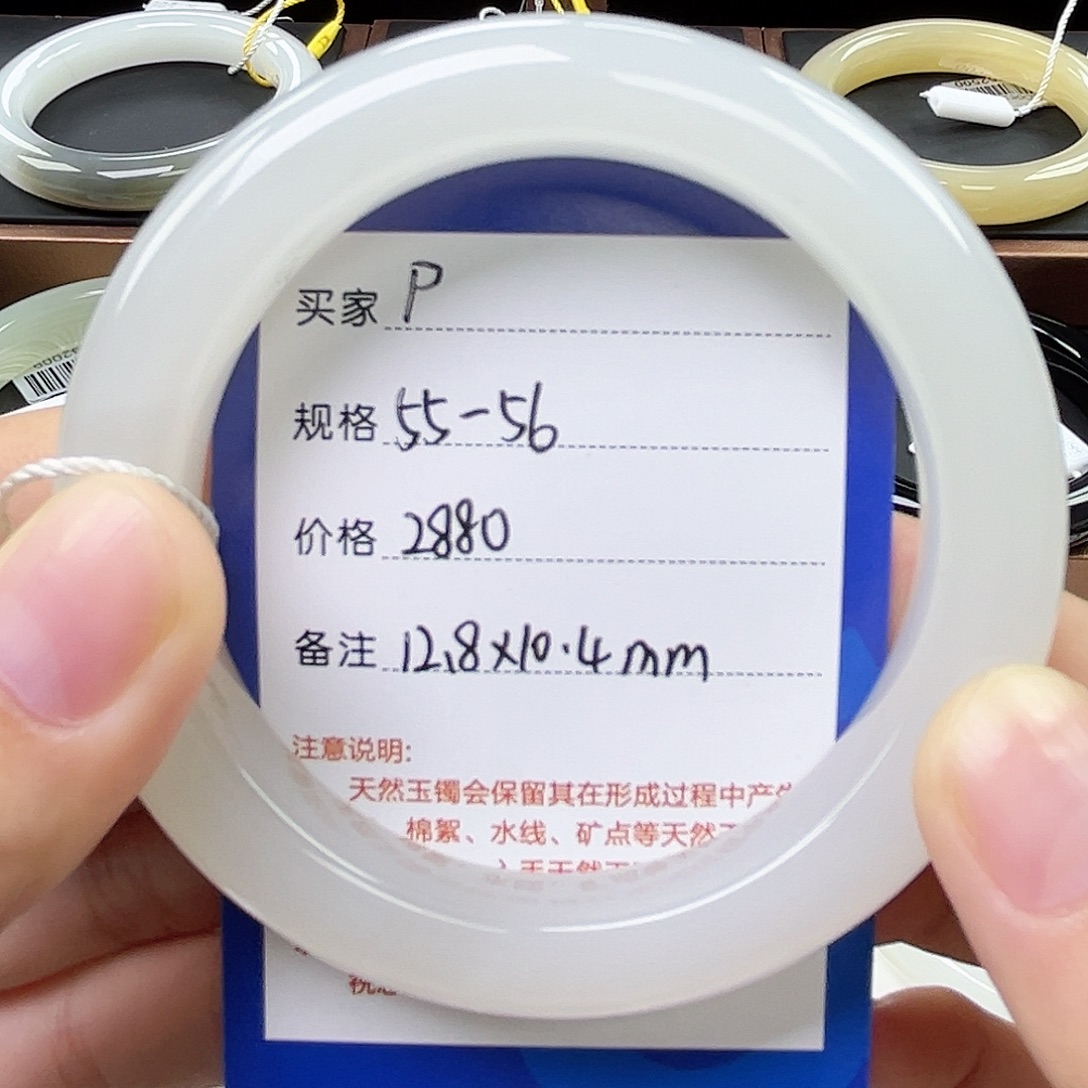 买家 P
规格 55-56
价格 2880
备注 12.8×10.4mm
注意说明:
天然玉镯会保留其在形成过程中产
棉絮、水线、矿点等天然